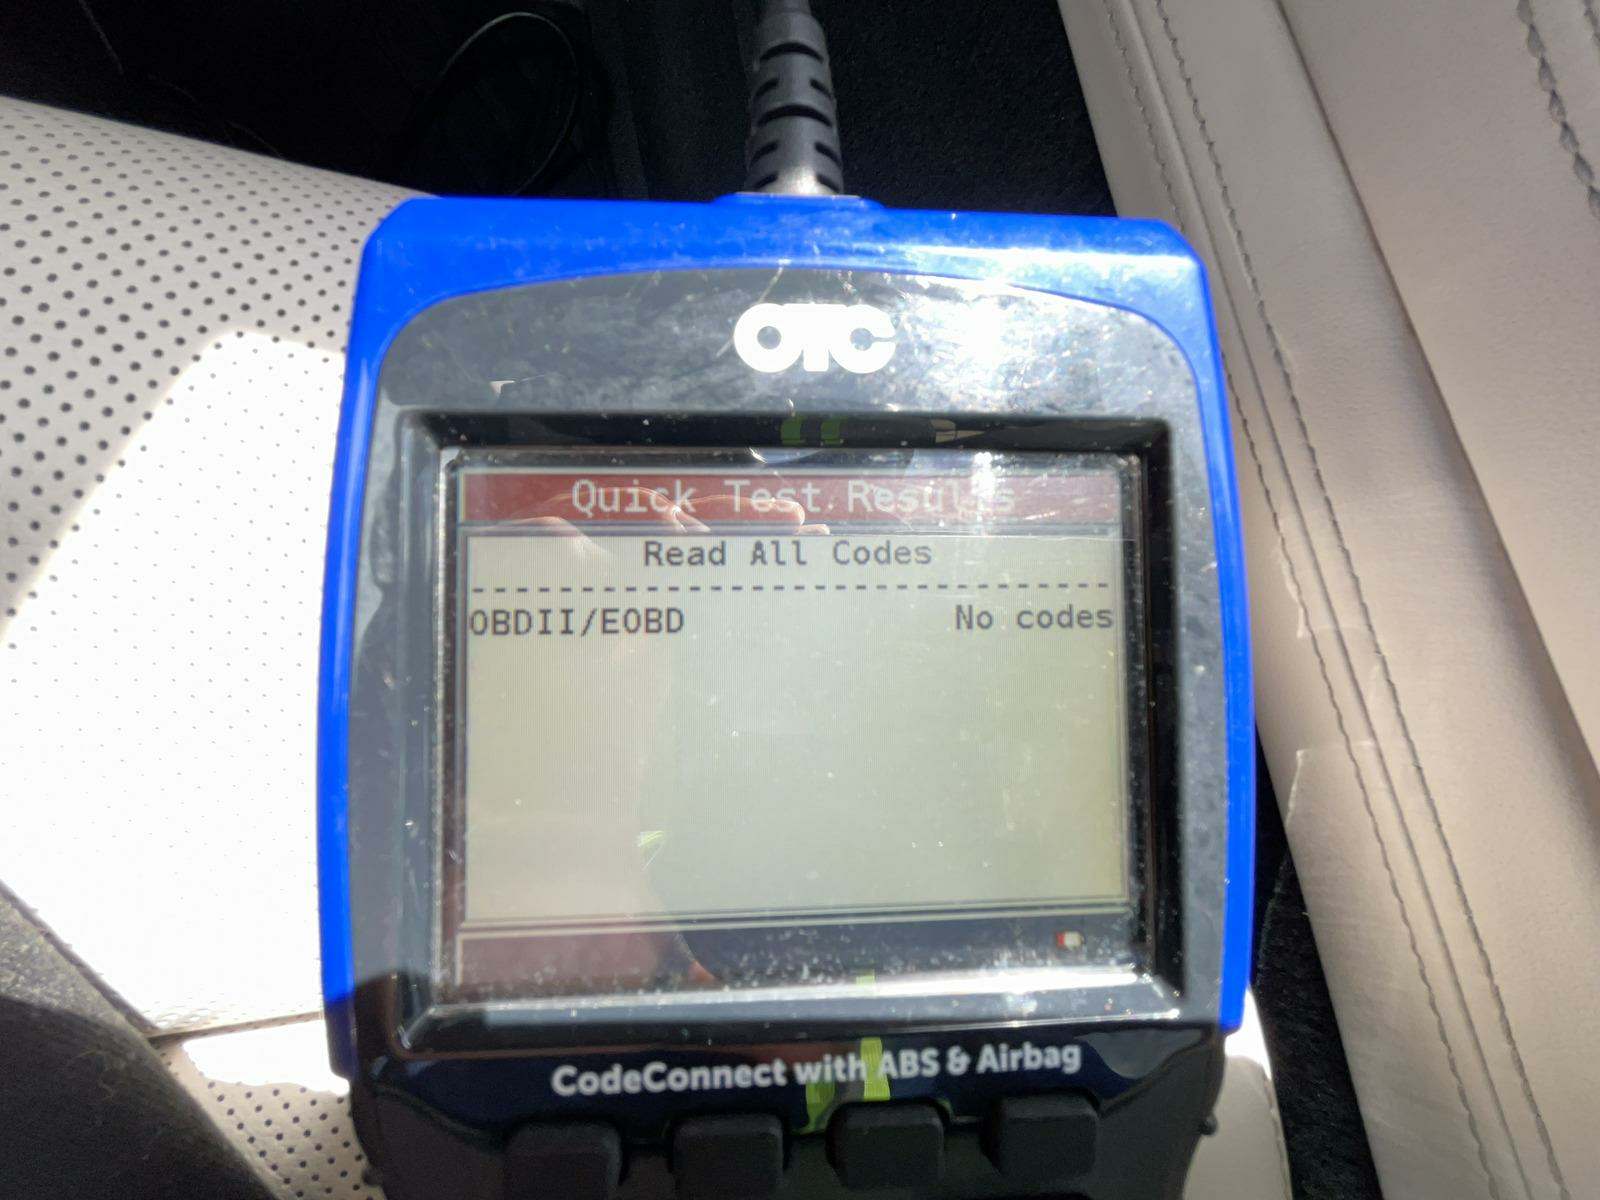 OTC
Quick Test Results
Read All Codes
--------------------------------
OBDII/EOBD No codes
CodeConnect with ABS & Airbag